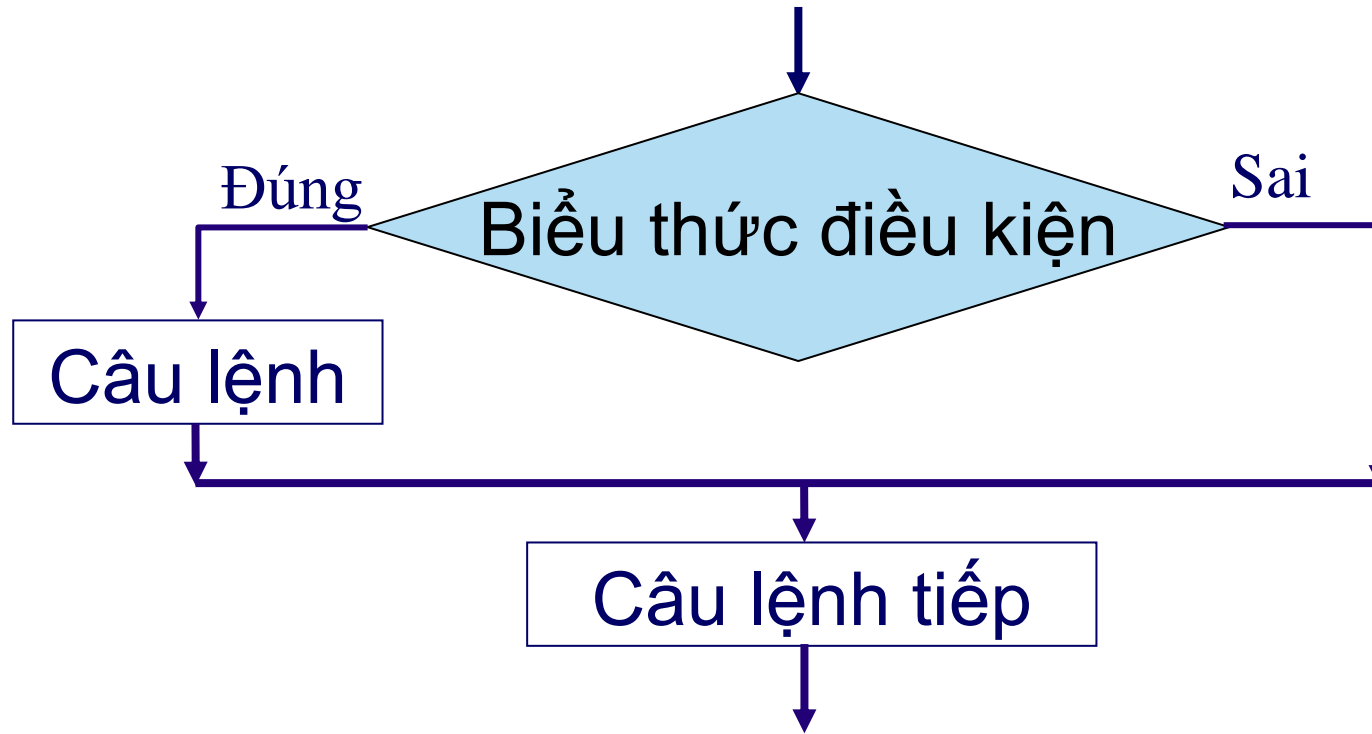 Đúng
Sai
Biểu thức điều kiện
Câu lệnh
Câu lệnh tiếp